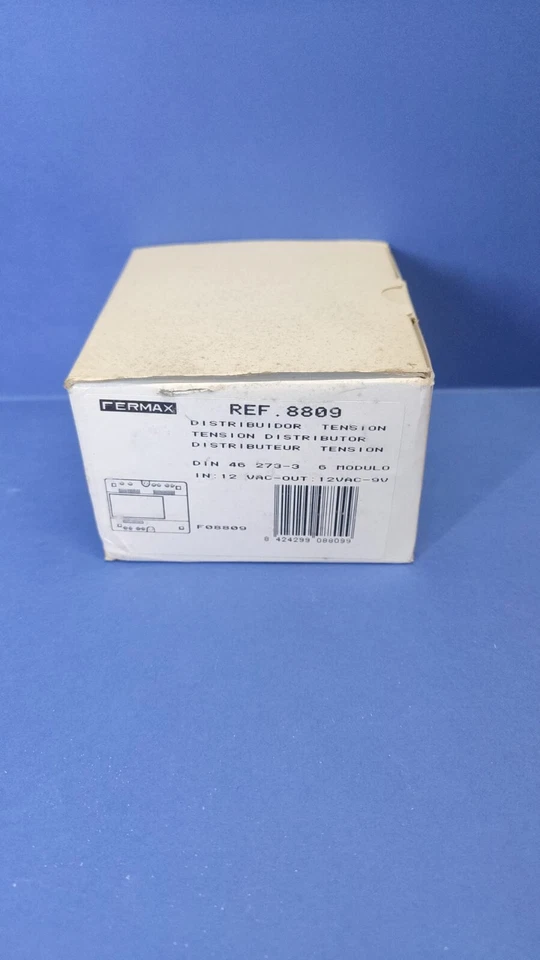 FERMAX
REF.8809
DISTRIBUIDOR TENSION
TENSION DISTRIBUTOR
DISTRIBUTEUR TENSION
DIN 46 273-3 6 MODULO
IN:12 VAC-OUT:12VAC-9V
F08809
8 424299 088099